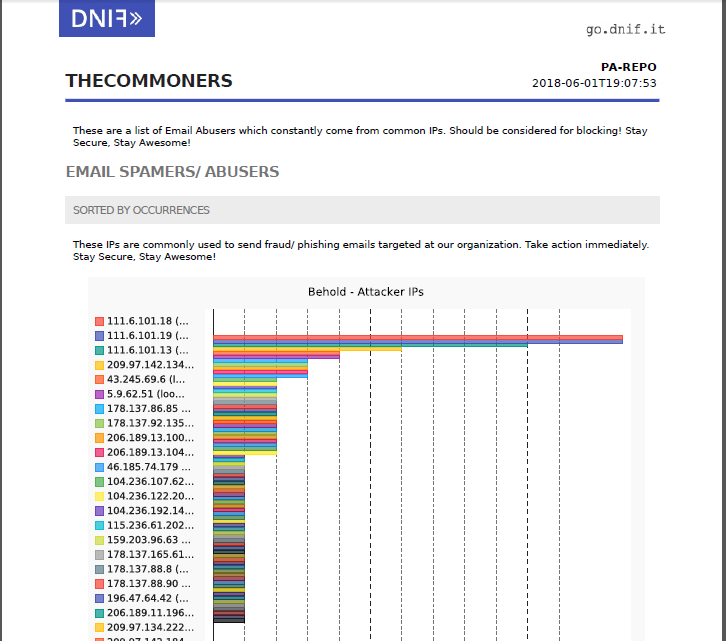 DNIF»
go.dnif.it
PA-REPO
THECOMMONERS
2018-06-01T19:07:53
These are a list of Email Abusers which constantly come from common IPs. Should be considered for blocking! Stay
Secure, Stay Awesome!
EMAIL SPAMERS/ ABUSERS
SORTED BY OCCURRENCES
These IPs are commonly used to send fraud/ phishing emails targeted at our organization. Take action immediately.
Stay Secure, Stay Awesome!
Behold - Attacker IPs
111.6.101.18 (...
111.6.101.19 (...
111.6.101.13 (...
209.97.142.134...
43.245.69.6 (l...
5.9.62.51 (loo...
178.137.86.85 ...
178.137.92.135...
206.189.13.100...
206.189.13.104...
46.185.74.179 ...
104.236.107.62...
104.236.122.20...
104.236.192.14...
115.236.61.202...
159.203.96.63 ...
178.137.165.61...
178.137.88.8 (...
178.137.88.90 ...
196.47.64.42 (...
206.189.11.196...
209.97.134.222...